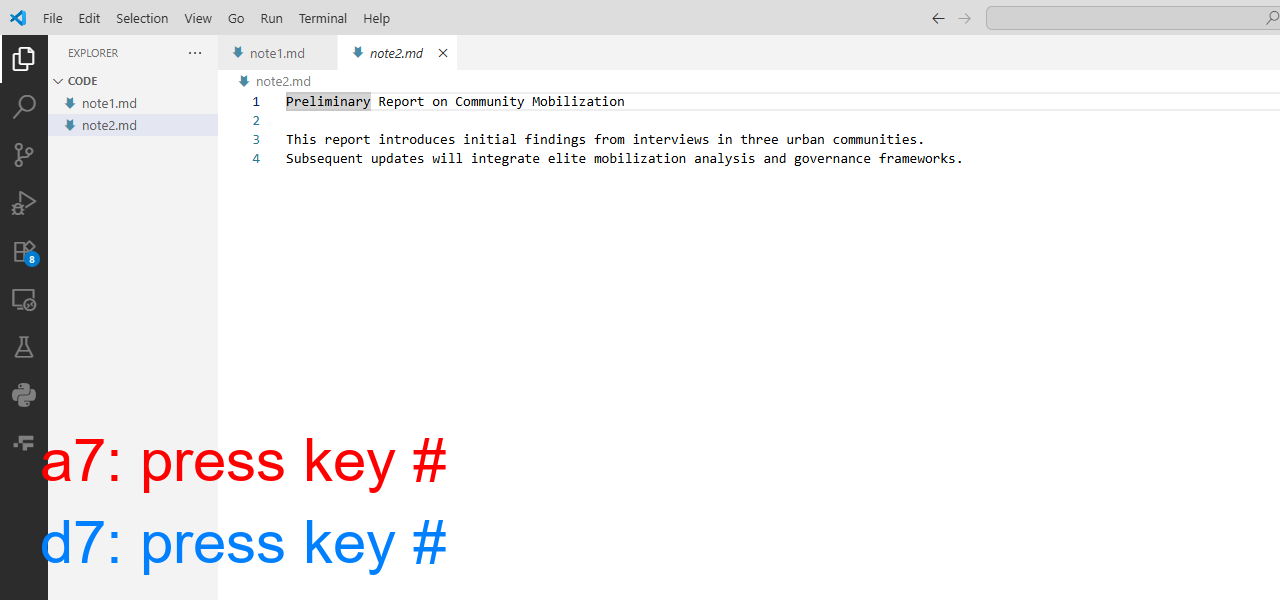 File Edit Selection View Go Run Terminal Help
EXPLORER ···
note1.md note2.md
CODE
note1.md
note2.md
8
note2.md
1 Preliminary Report on Community Mobilization
2
3 This report introduces initial findings from interviews in three urban communities.
4 Subsequent updates will integrate elite mobilization analysis and governance frameworks.
a7: press key #
d7: press key #